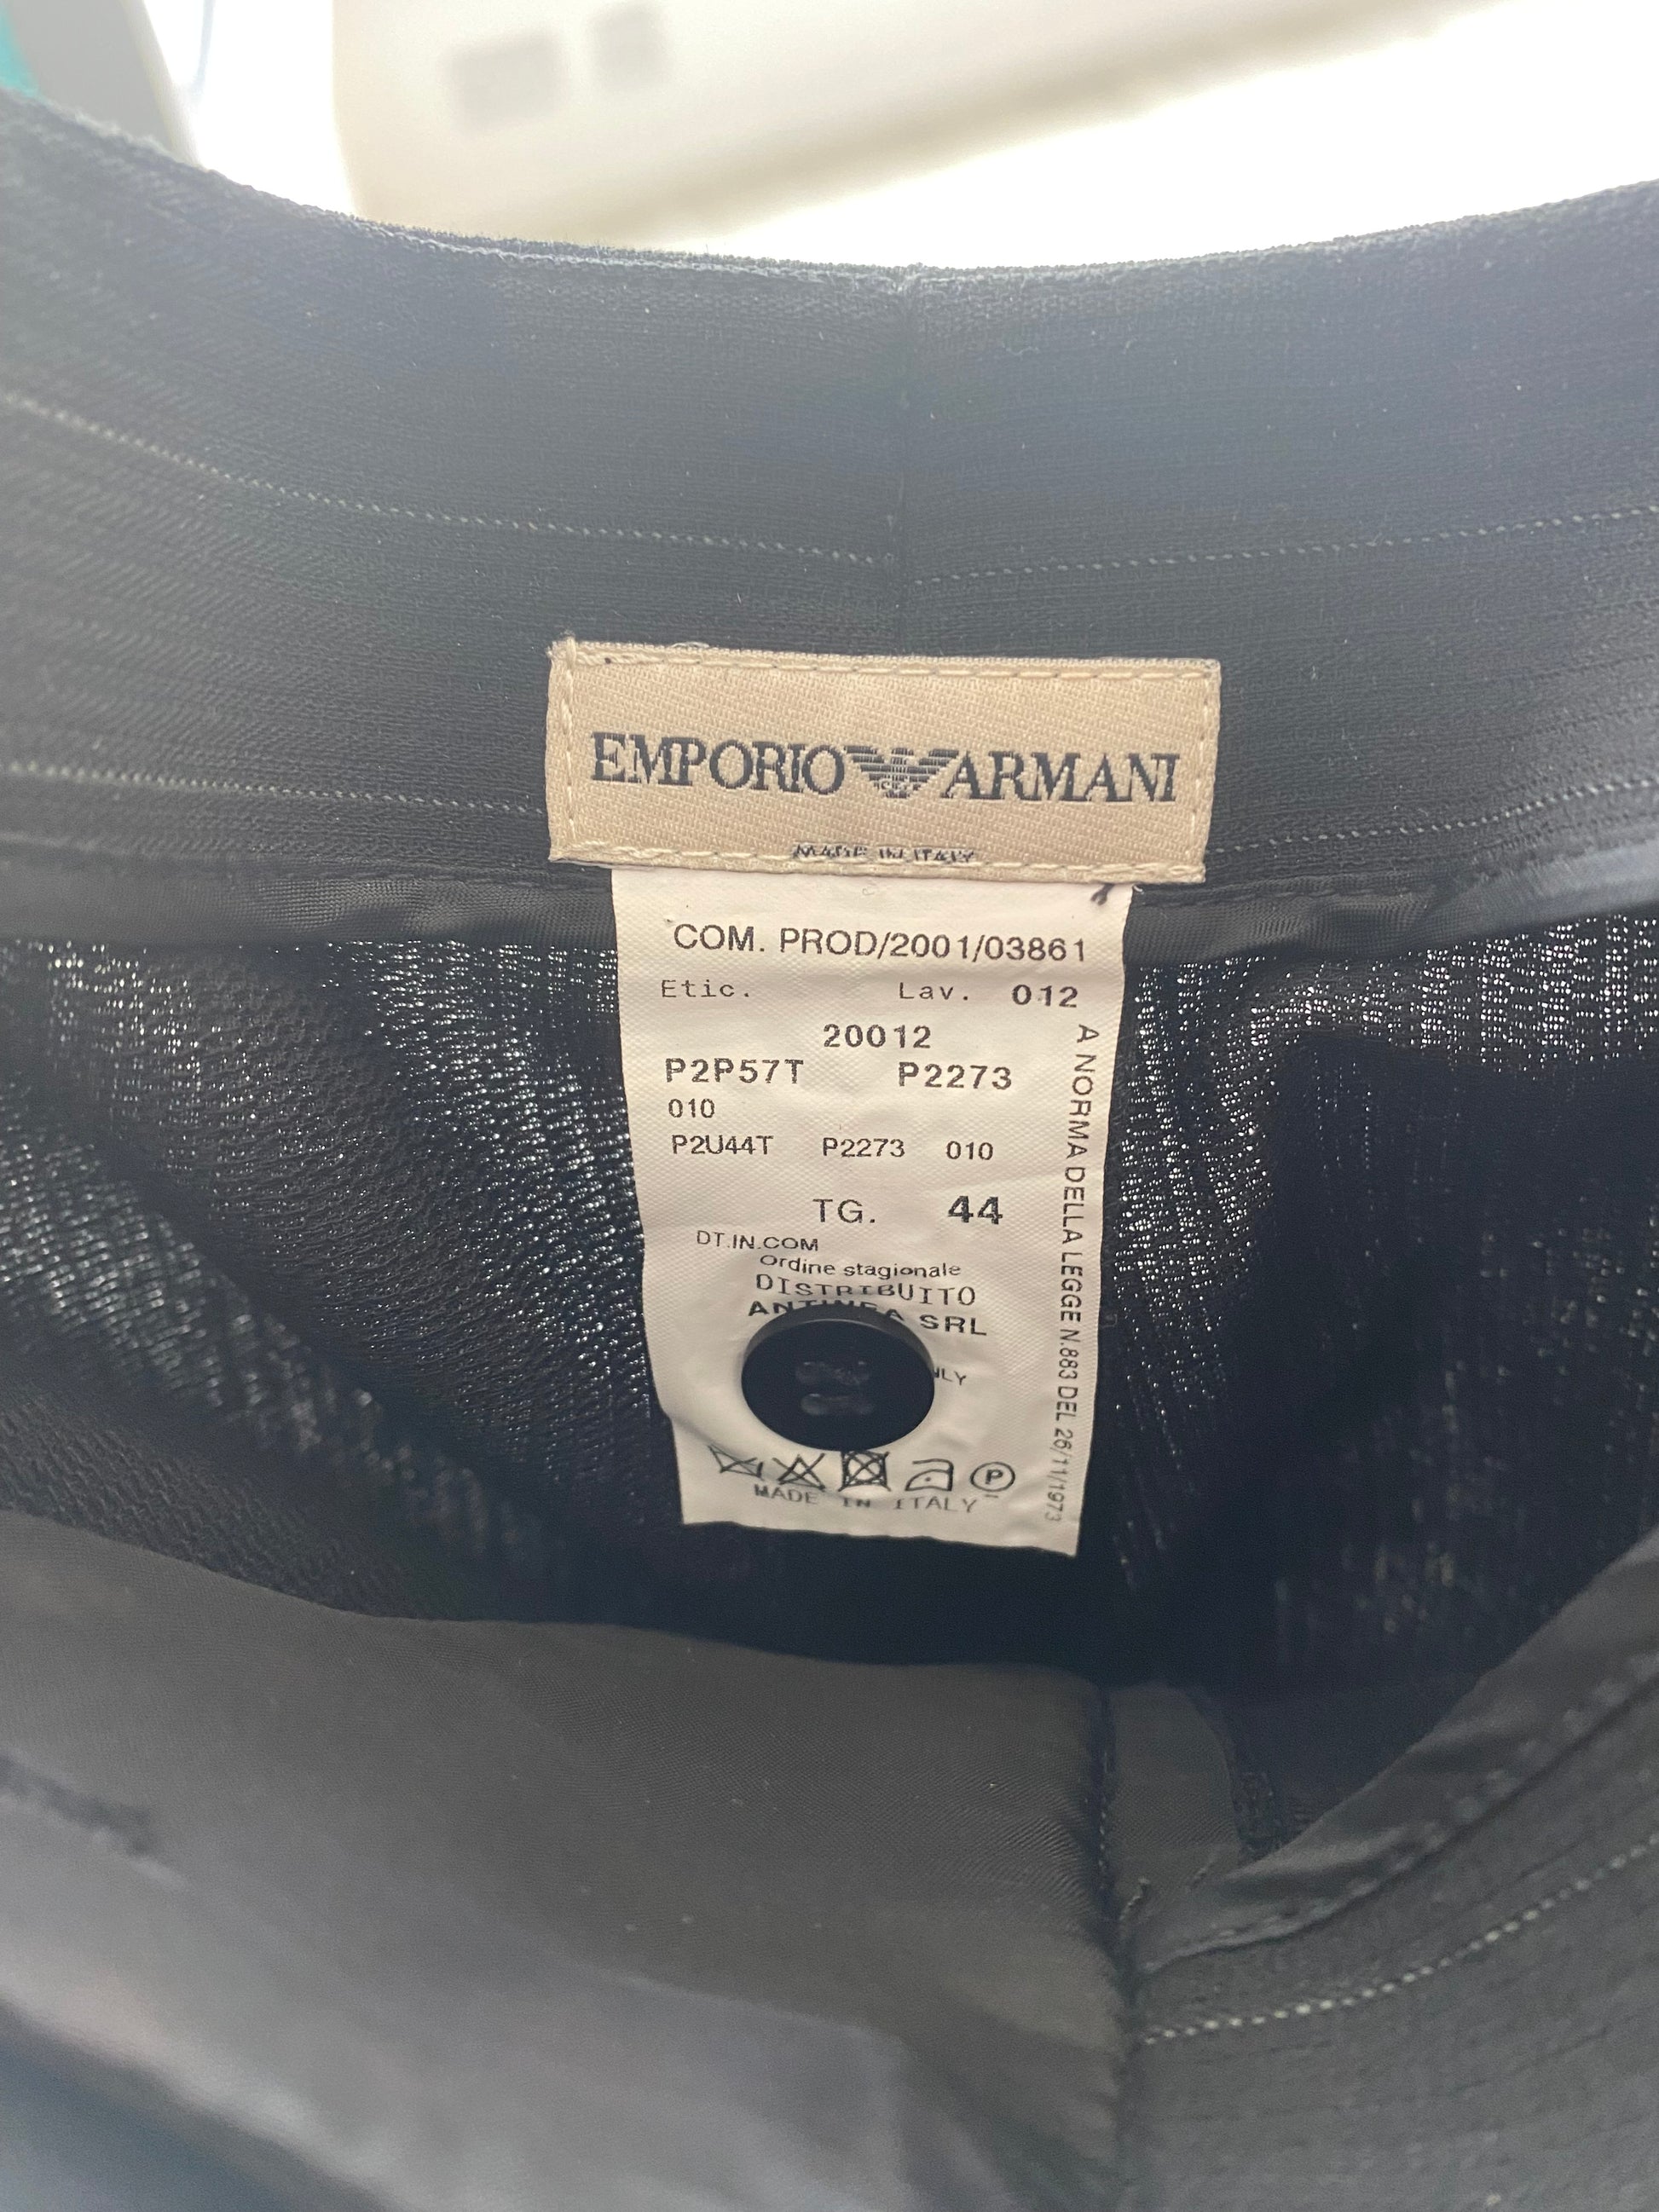 EMPORIO ARMANI
MADE IN ITALY
COM. PROD/2001/03861
Etic. Lav. 012
20012
P2P57T P2273
010
P2U44T P2273 010
TG. 44
DT.IN.COM
Ordine stagionale
DISTRIBUITO
SRL
P
MADE IN ITALY
A NORMA DELLA LEGGE N.883 DEL 26/11/1973